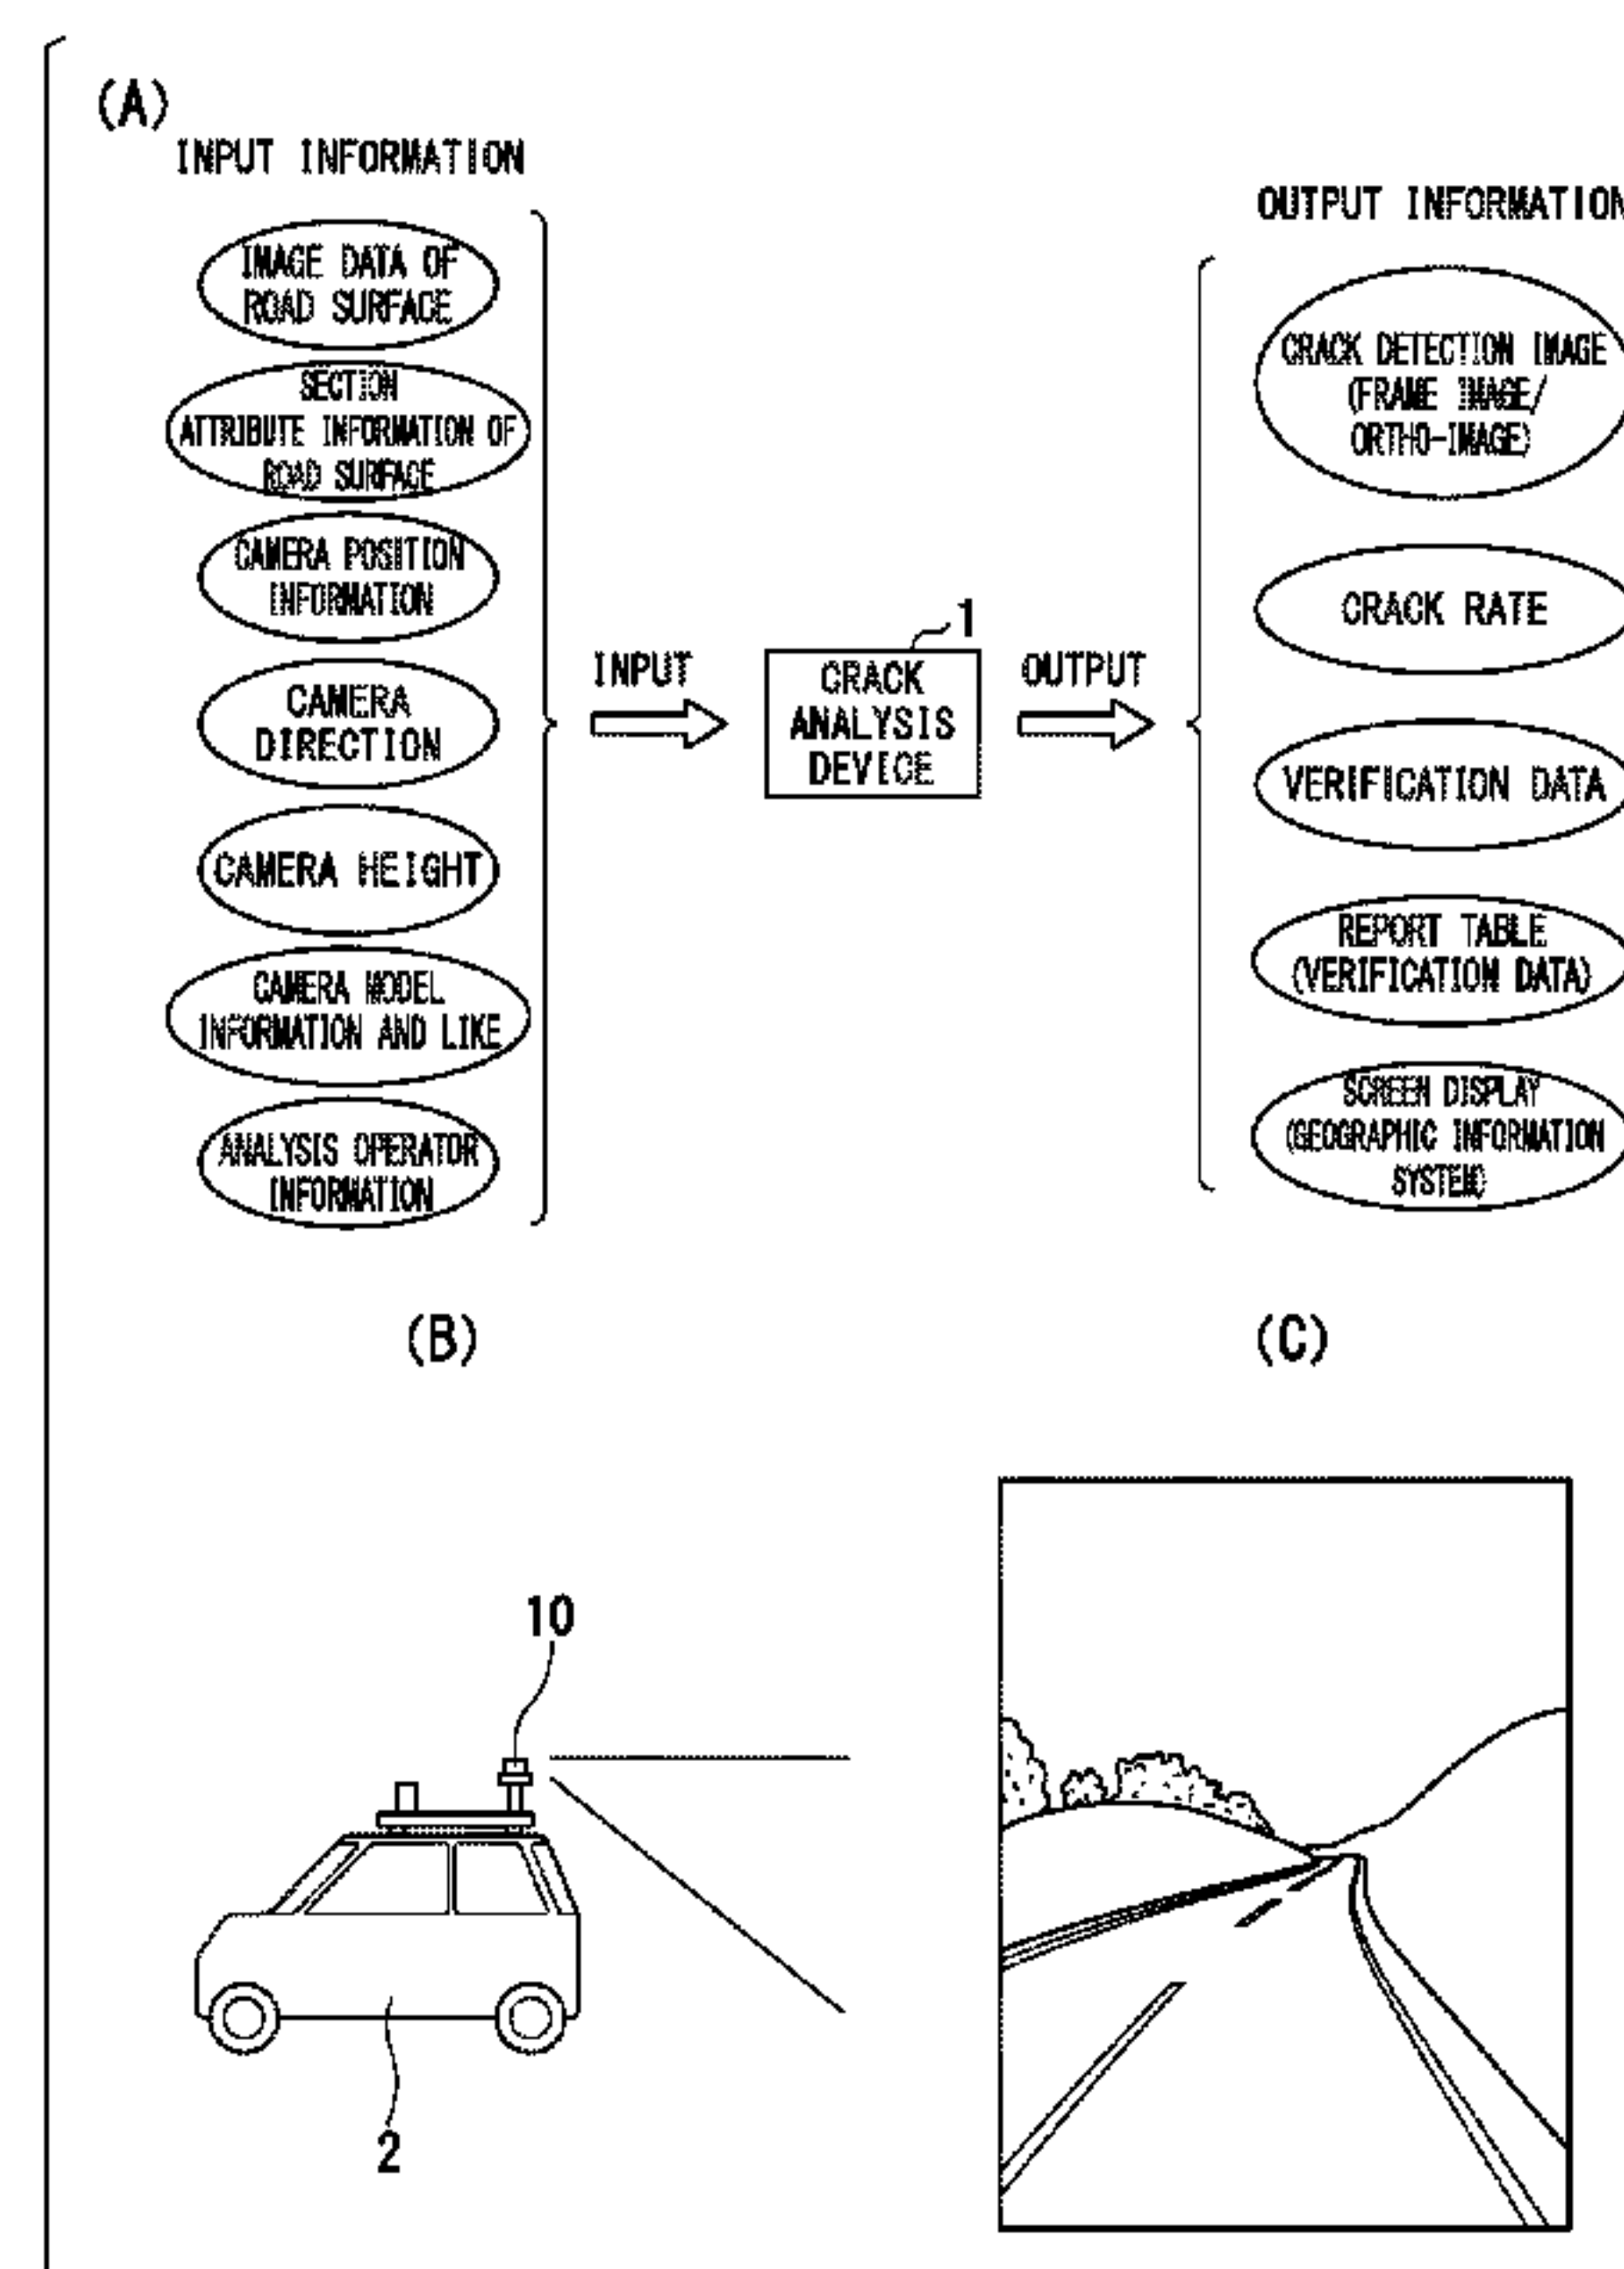 (A)
INPUT INFORMATION
IMAGE DATA OF
ROAD SURFACE
SECTION
ATTRIBUTE INFORMATION OF
ROAD SURFACE
CAMERA POSITION
INFORMATION
CAMERA
DIRECTION
CAMERA HEIGHT
CAMERA MODEL
INFORMATION AND LIKE
ANALYSIS OPERATOR
INFORMATION
INPUT
1
CRACK
ANALYSIS
DEVICE
OUTPUT
OUTPUT INFORMATION
CRACK DETECTION IMAGE
(FRAME IMAGE/
ORTHO-IMAGE)
CRACK RATE
VERIFICATION DATA
REPORT TABLE
(VERIFICATION DATA)
SCREEN DISPLAY
(GEOGRAPHIC INFORMATION
SYSTEM)
(B)
10
2
(C)